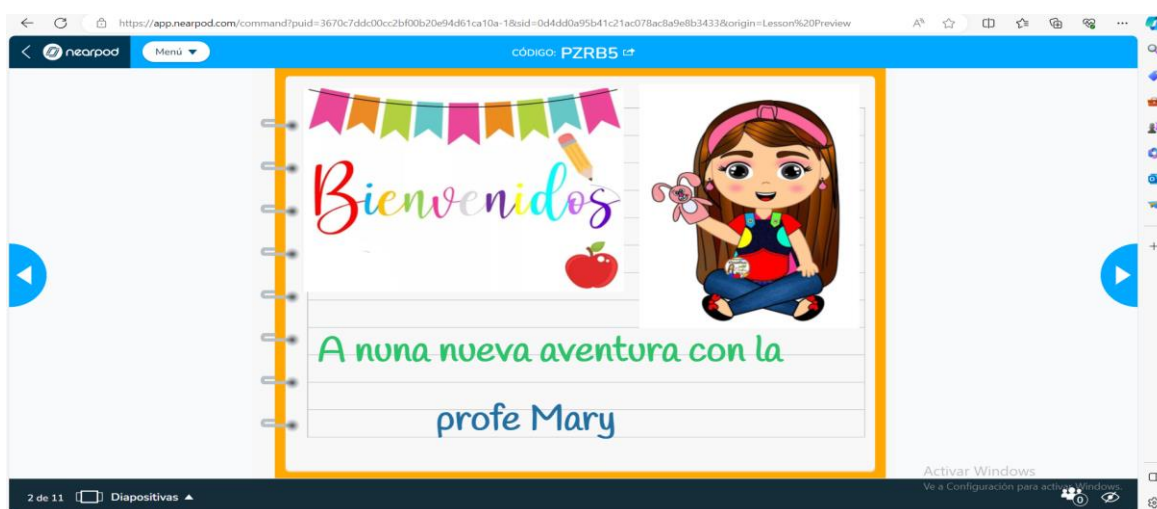 https://app.nearpod.com/command?puid=3670c7ddc00cc2bf00b20e94d61ca10a-1&sid=0d4dd0a95b41c21ac078ac8a9e8b3433&origin=Lesson%20Preview
nearpod
Menú
CÓDIGO: PZRB5
Bienvenidos
A nuna nueva aventura con la
profe Mary
Activar Windows
Ve a Configuración para activar Windows.
2 de 11
Diapositivas
0